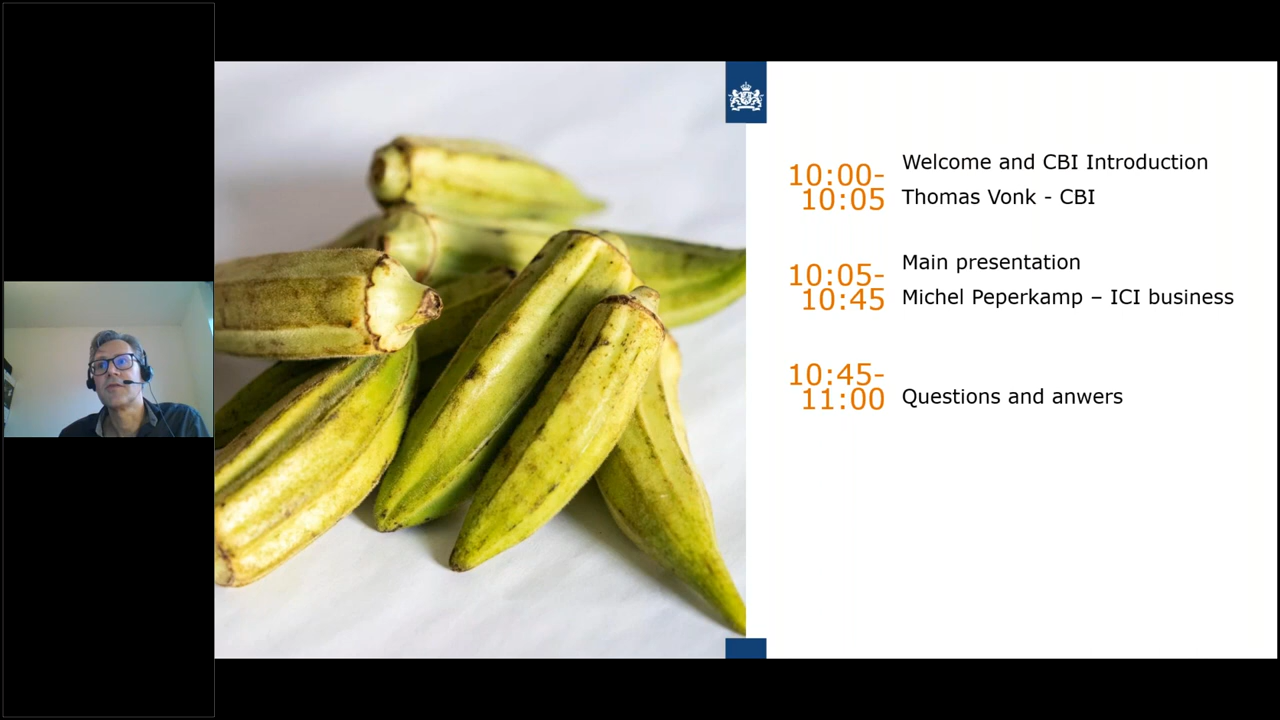 10:00-
10:05
Welcome and CBI Introduction
Thomas Vonk - CBI
10:05-
10:45
Main presentation
Michel Peperkamp – ICI business
10:45-
11:00
Questions and anwers